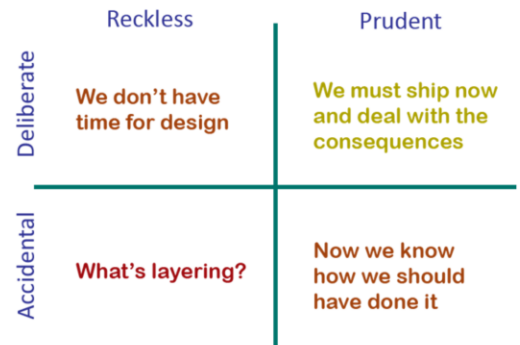 Reckless
Prudent
Deliberate
We don't have
time for design
We must ship now
and deal with the
consequences
Accidental
What's layering?
Now we know
how we should
have done it